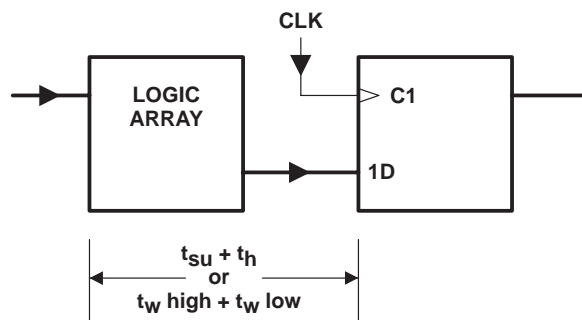 CLK
LOGIC
ARRAY
C1
1D
tsu + th
or
tw high + tw low